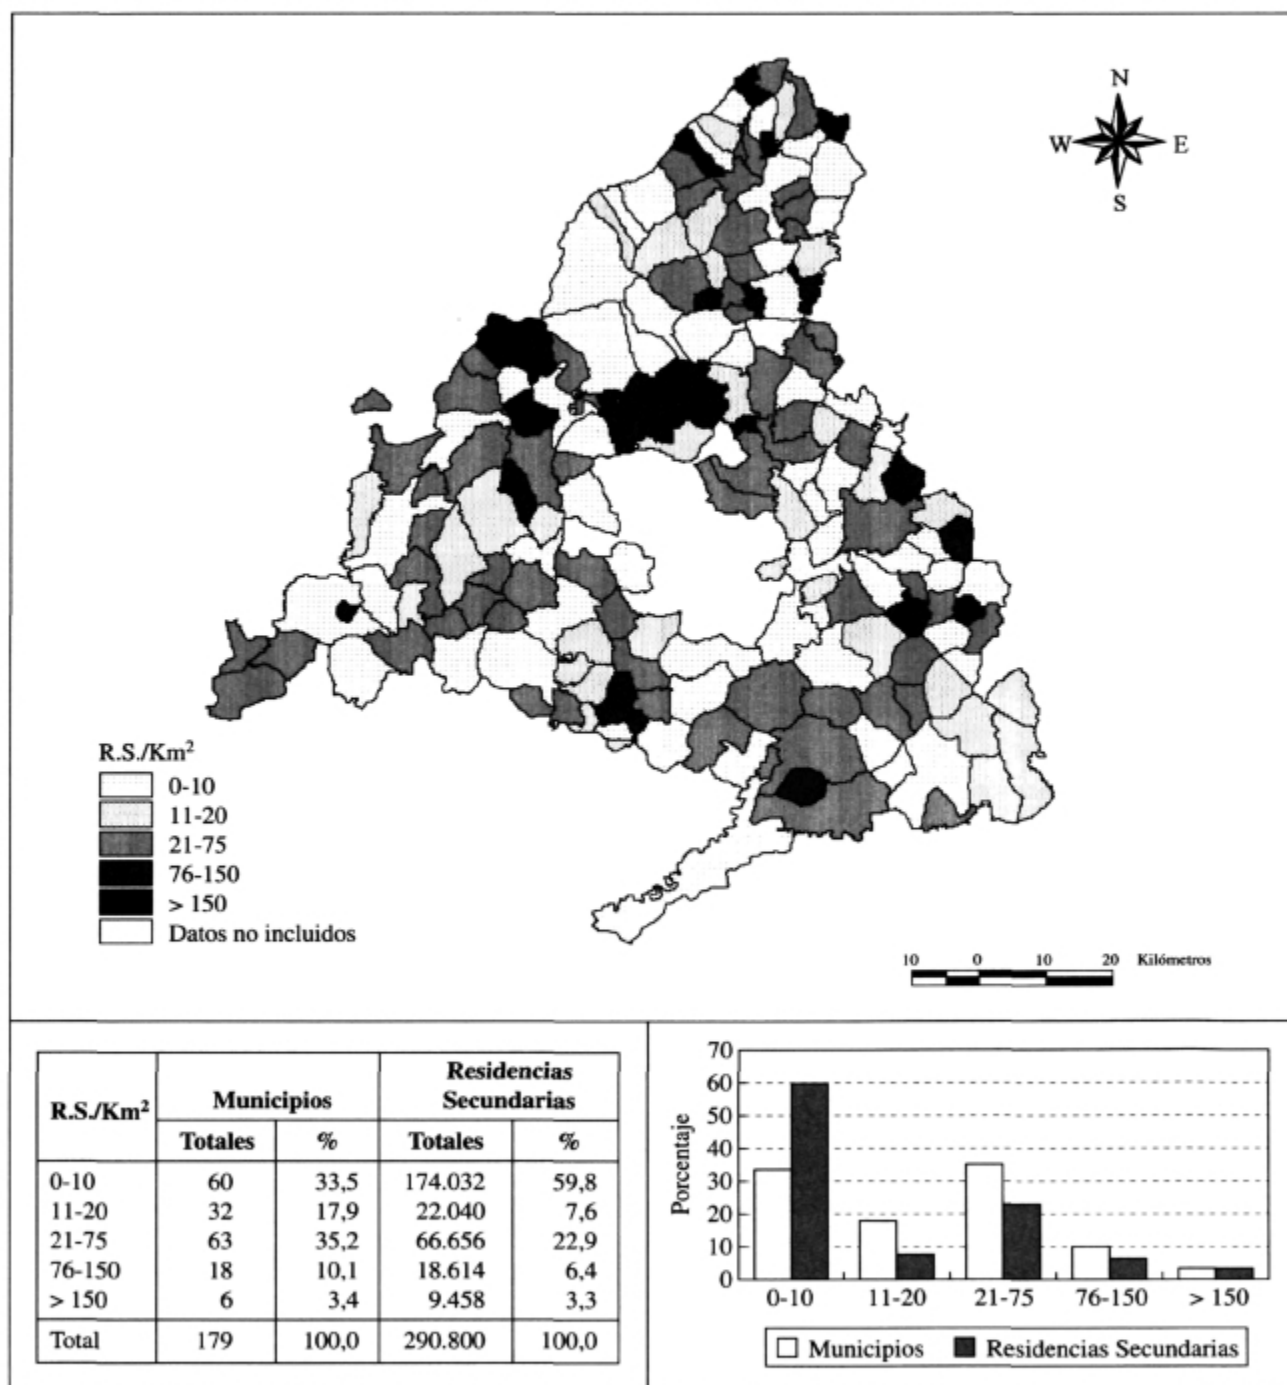 N
W E
S
R.S./Km²
0-10
11-20
21-75
76-150
> 150
Datos no incluidos
10 0 10 20 Kilómetros
R.S./Km² Municipios Residencias Secundarias
Totales % Totales %
0-10 60 33,5 174.032 59,8
11-20 32 17,9 22.040 7,6
21-75 63 35,2 66.656 22,9
76-150 18 10,1 18.614 6,4
> 150 6 3,4 9.458 3,3
Total 179 100,0 290.800 100,0
Porcentaje
70
60
50
40
30
20
10
0
0-10 11-20 21-75 76-150 > 150
Municipios Residencias Secundarias